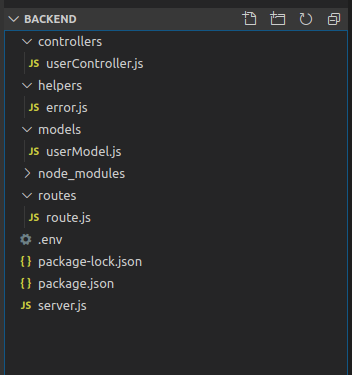 BACKEND
controllers
JS userController.js
helpers
JS error.js
models
JS userModel.js
node_modules
routes
JS route.js
.env
{ } package-lock.json
{ } package.json
JS server.js